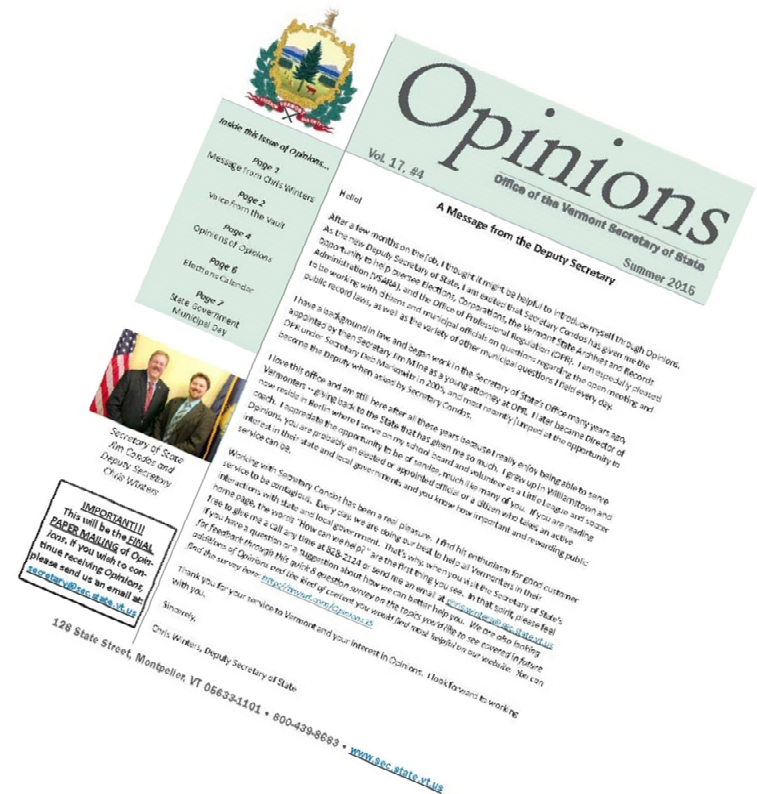 Opinions
Office of the Vermont Secretary of State
Vol. 17, #4
Summer 2015
Inside this Issue of Opinions...
Page 1
Message from Chris Winters
Page 2
Voice from the Vault
Page 4
Opinions of Opinions
Page 6
Elections Calendar
Page 7
State Government
Municipal Day
Secretary of State
Jim Condos and
Deputy Secretary
Chris Winters
IMPORTANT!!!
This will be the FINAL
PAPER MAILING of Opin-
ions. If you wish to con-
tinue receiving Opinions,
please send us an email at:
secretary@sec.state.vt.us
A Message from the Deputy Secretary
Hello!
After a few months on the job, I thought it might be helpful to introduce myself through Opinions.
As the new Deputy Secretary of State, I am excited that Secretary Condos has given me the
opportunity to help oversee Elections, Corporations, the Vermont State Archives and Records
Administration (VSARA), and the Office of Professional Regulation (OPR). I am especially pleased
to be working with citizens and municipal officials on questions regarding the open meeting and
public record laws, as well as the variety of other municipal questions I field every day.
I have a background in law and began work in the Secretary of State's Office many years ago,
appointed by then Secretary Jim Milne as a young attorney at OPR. I later became Director of
OPR under Secretary Deb Markowitz in 2005, and most recently jumped at the opportunity to
become the Deputy when asked by Secretary Condos.
I love this office and am still here after all these years because I really enjoy being able to serve
Vermonters -- giving back to the State that has given me so much. I grew up in Williamstown and
now reside in Berlin where I serve on my school board and volunteer as a Little League and soccer
coach. I appreciate the opportunity to be of service, much like many of you. If you are reading
Opinions, you are probably an elected or appointed official or a citizen who takes an active
interest in their state and local governments and you know how important and rewarding public
service can be.
Working with Secretary Condos has been a real pleasure. I find his enthusiasm for good customer
service to be contagious. Every day, we are doing our best to help all Vermonters in their
interactions with state and local government. That's why, when you visit the Secretary of State's
home page, the words "How can we help?" are the first thing you see. In that spirit, please feel
free to give me a call any time at 828-2124 or send me an email at chris.winters@sec.state.vt.us
if you have a question or a suggestion about how we can better help you. We are also looking
for feedback through this quick question survey on the topics you'd like to see covered in future
additions of Opinions and the kind of content you would find most helpful on our website. You can
find the survey here:
Thank you for your service to Vermont and your interest in Opinions. I look forward to working
with you.
Sincerely,
Chris Winters, Deputy Secretary of State
128 State Street, Montpelier, VT 05633-1101 • 800-439-8683 • www.sec.state.vt.us